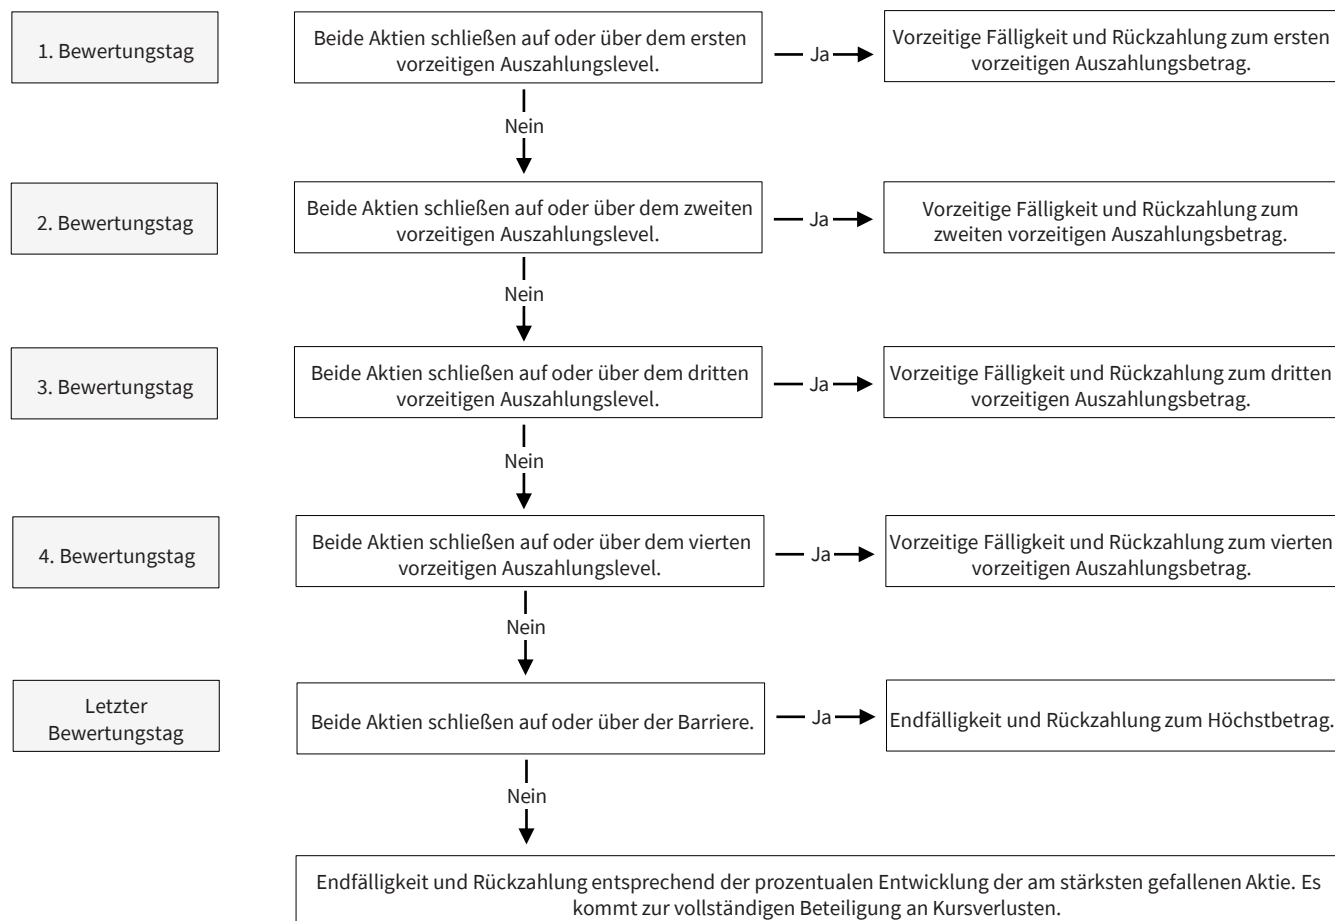 1. Bewertungstag
Beide Aktien schließen auf oder über dem ersten
vorzeitigen Auszahlungslevel.
Ja
Vorzeitige Fälligkeit und Rückzahlung zum ersten
vorzeitigen Auszahlungsbetrag.
Nein
2. Bewertungstag
Beide Aktien schließen auf oder über dem zweiten
vorzeitigen Auszahlungslevel.
Ja
Vorzeitige Fälligkeit und Rückzahlung zum
zweiten vorzeitigen Auszahlungsbetrag.
Nein
3. Bewertungstag
Beide Aktien schließen auf oder über dem dritten
vorzeitigen Auszahlungslevel.
Ja
Vorzeitige Fälligkeit und Rückzahlung zum dritten
vorzeitigen Auszahlungsbetrag.
Nein
4. Bewertungstag
Beide Aktien schließen auf oder über dem vierten
vorzeitigen Auszahlungslevel.
Ja
Vorzeitige Fälligkeit und Rückzahlung zum vierten
vorzeitigen Auszahlungsbetrag.
Nein
Letzter
Bewertungstag
Beide Aktien schließen auf oder über der Barriere.
Ja
Endfälligkeit und Rückzahlung zum Höchstbetrag.
Nein
Endfälligkeit und Rückzahlung entsprechend der prozentualen Entwicklung der am stärksten gefallenen Aktie. Es
kommt zur vollständigen Beteiligung an Kursverlusten.